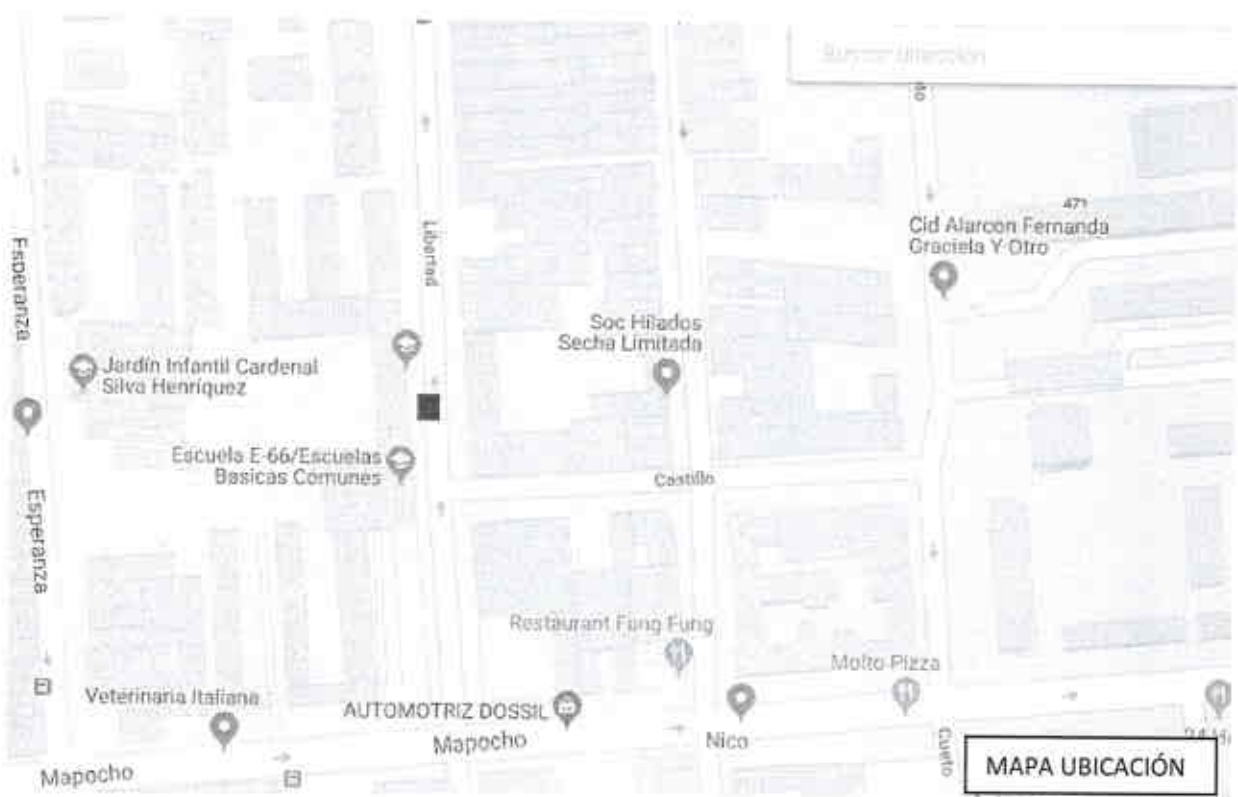 Buscar dirección
471
Cid Alarcon Fernanda
Graciela Y Otro
Libertad
Esperanza
Soc Hilados
Secha Limitada
Jardín Infantil Cardenal
Silva Henríquez
Escuela E-66/Escuelas
Basicas Comunes
Castillo
Esperanza
Restaurant Fung Fung
Molto Pizza
Veterinaria Italiana
AUTOMOTRIZ DOSSIL
Mapocho
Nico
Cueto
Mapocho
MAPA UBICACIÓN